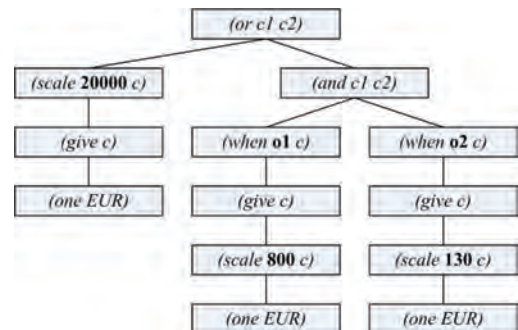 (or c1 c2)
(scale 20000 c)
(and c1 c2)
(give c)
(when o1 c)
(when o2 c)
(one EUR)
(give c)
(give c)
(scale 800 c)
(scale 130 c)
(one EUR)
(one EUR)